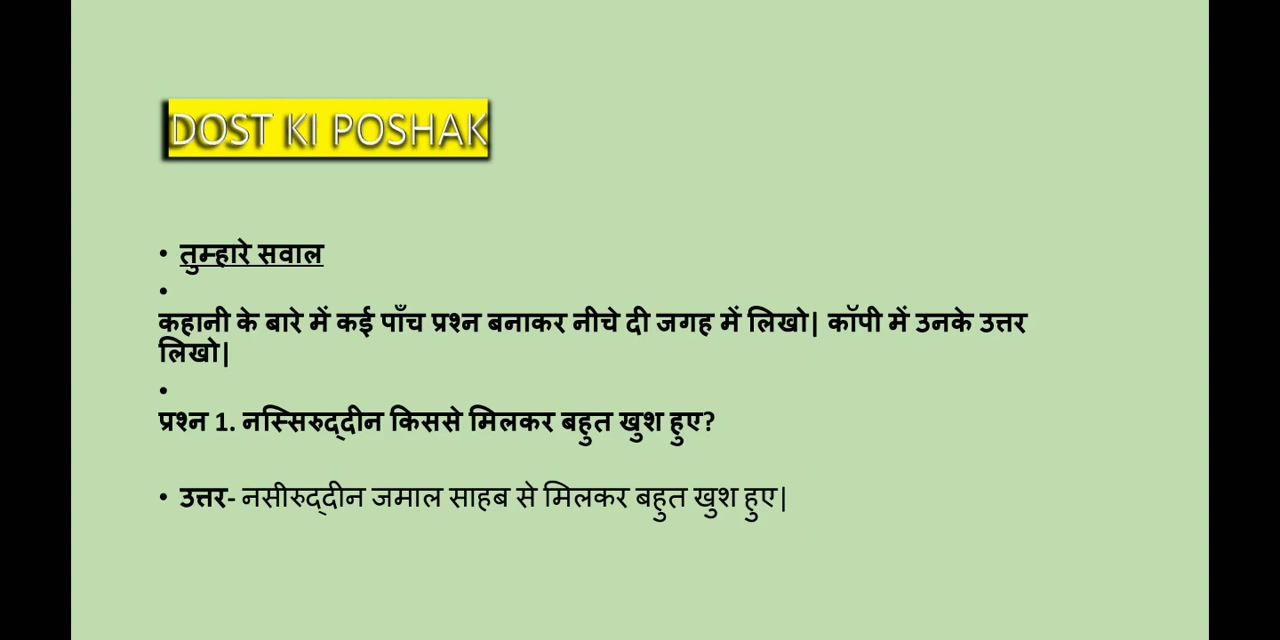 DOST KI POSHAK
• तुम्हारे सवाल
•
कहानी के बारे में कई पाँच प्रश्न बनाकर नीचे दी जगह में लिखो| कॉपी में उनके उत्तर
लिखो|
•
प्रश्न 1. नस्सिरुद्दीन किससे मिलकर बहुत खुश हुए?
• उत्तर- नसीरुद्दीन जमाल साहब से मिलकर बहुत खुश हुए|